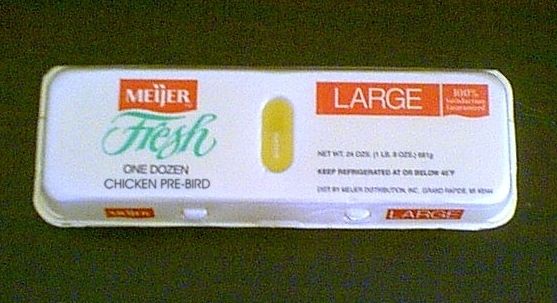 MEIJER
Fresh
ONE DOZEN
CHICKEN PRE-BIRD
LARGE
100%
Satisfaction
Guaranteed
NET WT. 24 OZS. (1 LB. 8 OZS.) 681g
KEEP REFRIGERATED AT OR BELOW 45°F
DIST. BY MEIJER DISTRIBUTION, INC., GRAND RAPIDS, MI 49544
MEIJER
LARGE